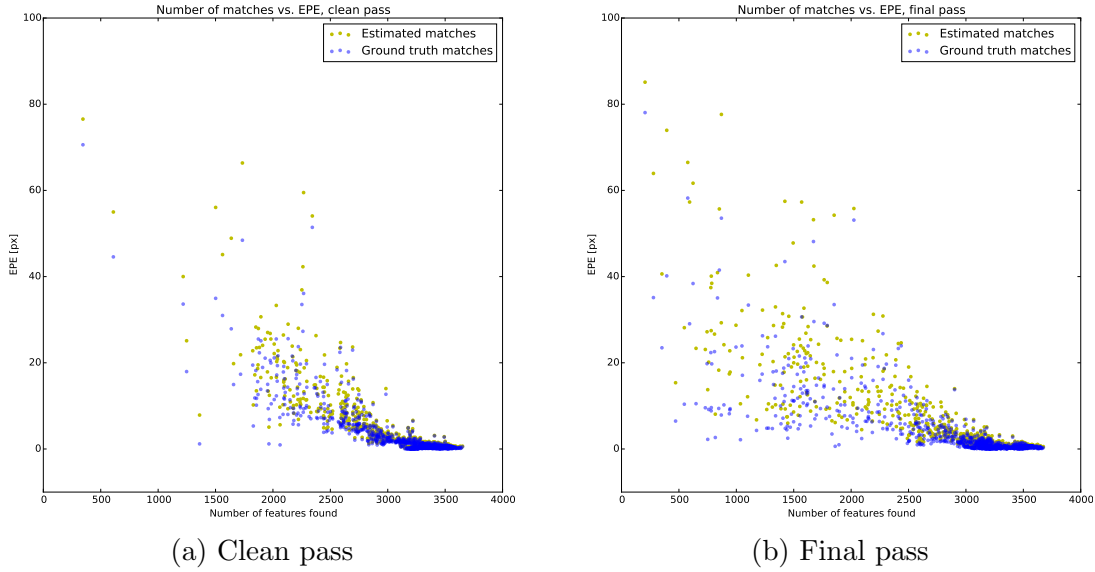 Number of matches vs. EPE, clean pass
Estimated matches
Ground truth matches
EPE [px]
100
80
60
40
20
0
0 500 1000 1500 2000 2500 3000 3500 4000
Number of features found
(a) Clean pass
Number of matches vs. EPE, final pass
Estimated matches
Ground truth matches
EPE [px]
100
80
60
40
20
0
0 500 1000 1500 2000 2500 3000 3500 4000
Number of features found
(b) Final pass